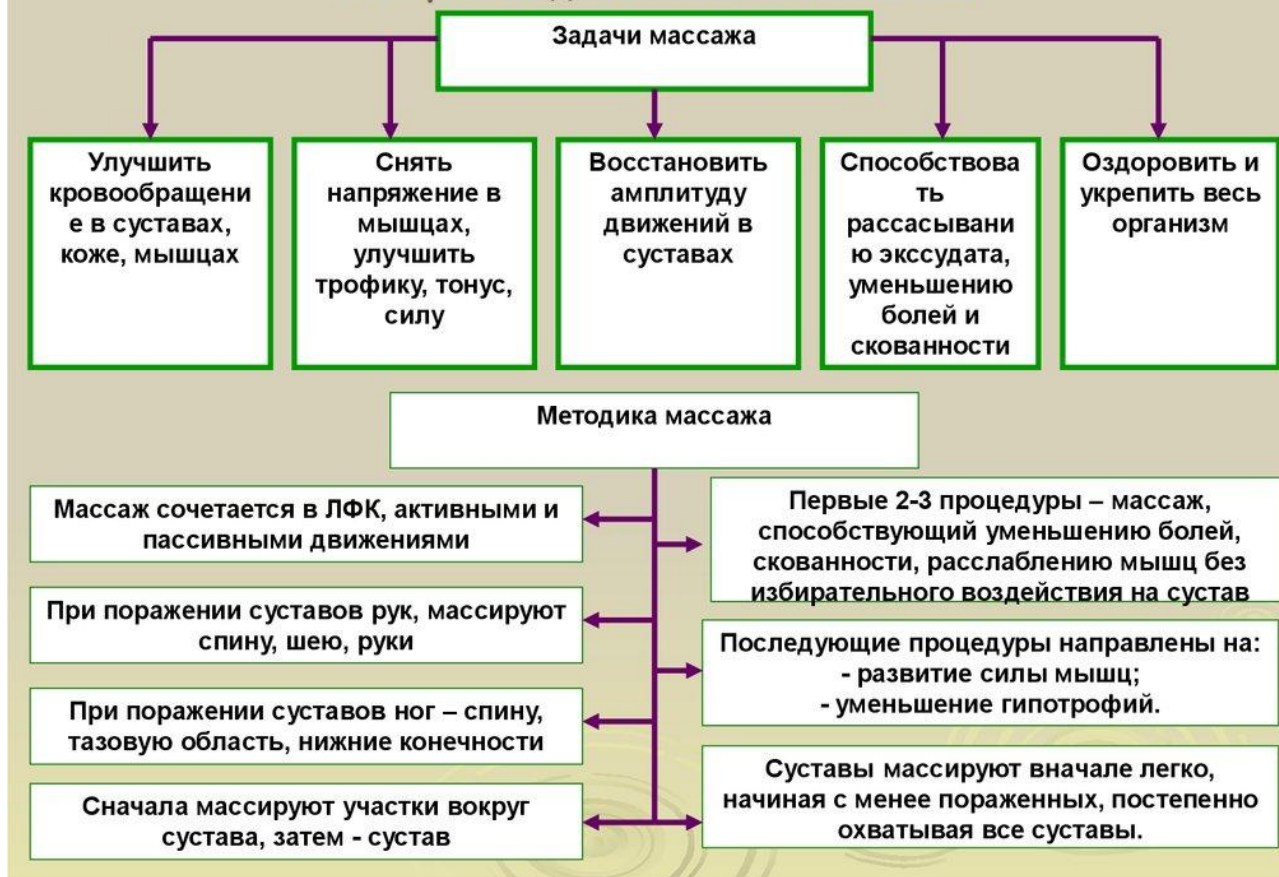 Задачи массажа
Улучшить
кровообращени
е в суставах,
коже, мышцах
Снять
напряжение в
мышцах,
улучшить
трофику, тонус,
силу
Восстановить
амплитуду
движений в
суставах
Способствова
ть
рассасывани
ю экссудата,
уменьшению
болей и
скованности
Оздоровить и
укрепить весь
организм
Методика массажа
Массаж сочетается в ЛФК, активными и
пассивными движениями
При поражении суставов рук, массируют
спину, шею, руки
При поражении суставов ног – спину,
тазовую область, нижние конечности
Сначала массируют участки вокруг
сустава, затем - сустав
Первые 2-3 процедуры – массаж,
способствующий уменьшению болей,
скованности, расслаблению мышц без
избирательного воздействия на сустав
Последующие процедуры направлены на:
- развитие силы мышц;
- уменьшение гипотрофий.
Суставы массируют вначале легко,
начиная с менее пораженных, постепенно
охватывая все суставы.